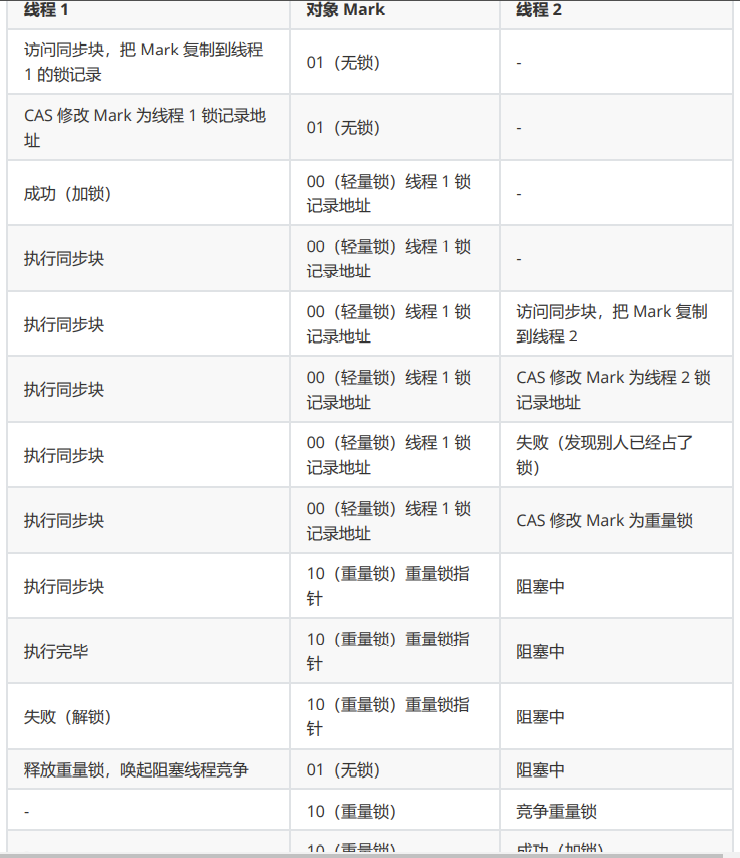 线程 1 对象 Mark 线程 2
访问同步块，把 Mark 复制到线程
1 的锁记录
01（无锁）
-
CAS 修改 Mark 为线程 1 锁记录地
址
01（无锁）
-
成功（加锁）
00（轻量锁）线程 1 锁
记录地址
-
执行同步块
00（轻量锁）线程 1 锁
记录地址
-
执行同步块
00（轻量锁）线程 1 锁
记录地址
访问同步块，把 Mark 复制
到线程 2
执行同步块
00（轻量锁）线程 1 锁
记录地址
CAS 修改 Mark 为线程 2 锁
记录地址
执行同步块
00（轻量锁）线程 1 锁
记录地址
失败（发现别人已经占了
锁）
执行同步块
00（轻量锁）线程 1 锁
记录地址
CAS 修改 Mark 为重量锁
执行同步块
10（重量锁）重量锁指
针
阻塞中
执行完毕
10（重量锁）重量锁指
针
阻塞中
失败（解锁）
10（重量锁）重量锁指
针
阻塞中
释放重量锁，唤起阻塞线程竞争
01（无锁）
阻塞中
-
10（重量锁）
竞争重量锁
10（重量锁）
成功（加锁）